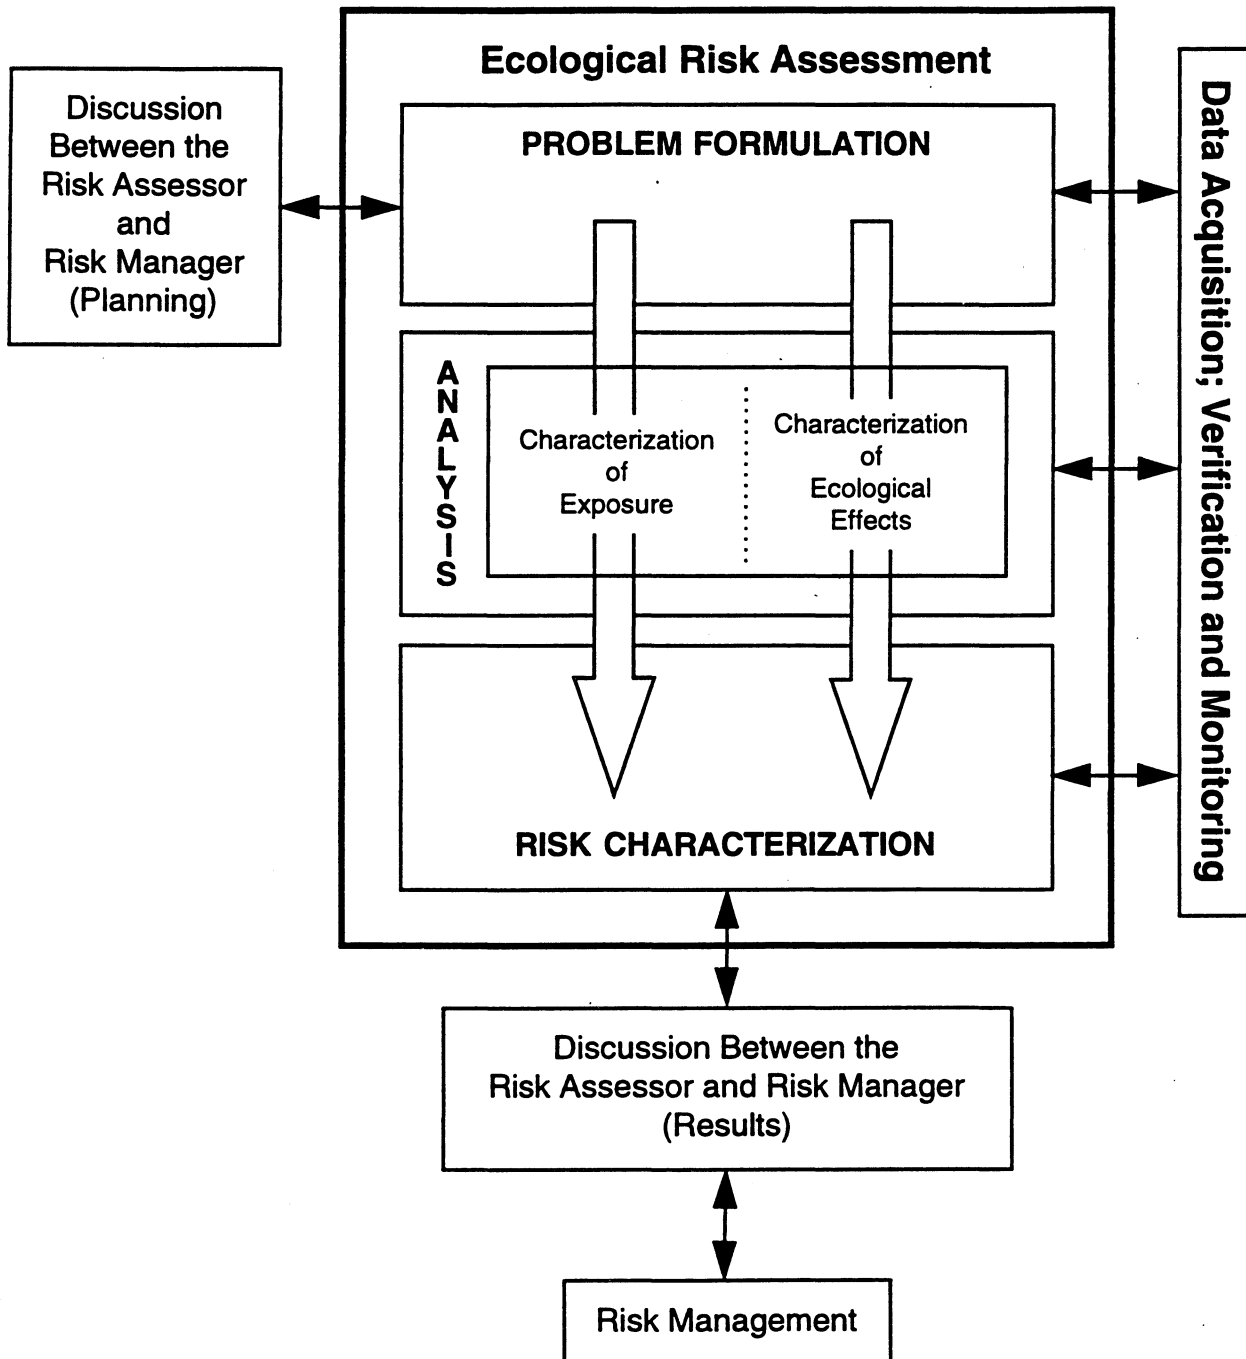 Ecological Risk Assessment
Discussion
Between the
Risk Assessor
and
Risk Manager
(Planning)
PROBLEM FORMULATION
ANALYSIS
Characterization
of
Exposure
Characterization
of
Ecological
Effects
RISK CHARACTERIZATION
Data Acquisition; Verification and Monitoring
Discussion Between the
Risk Assessor and Risk Manager
(Results)
Risk Management